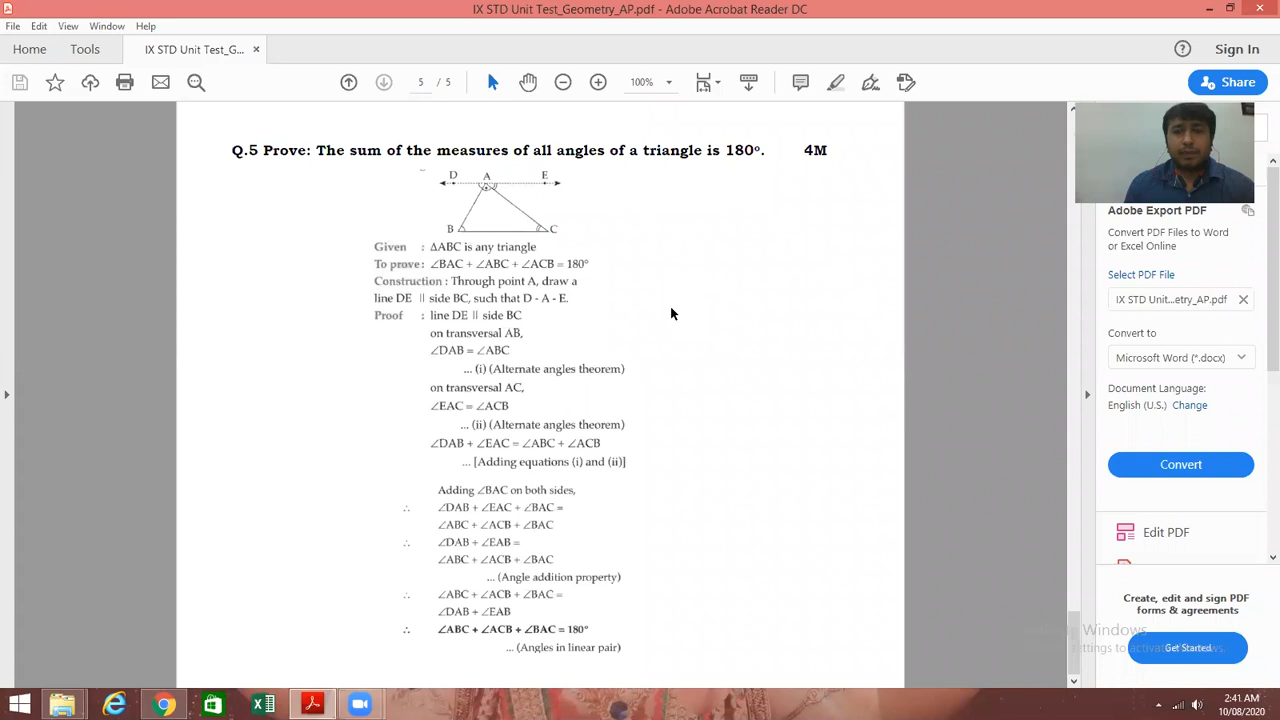 IX STD Unit Test_Geometry_AP.pdf - Adobe Acrobat Reader DC
File Edit View Window Help
Home Tools IX STD Unit Test_G... ×
Sign In
5 / 5 100%
Share
Q.5 Prove: The sum of the measures of all angles of a triangle is 180°. 4M
D A E
B C
Given : ΔABC is any triangle
To prove : ∠BAC + ∠ABC + ∠ACB = 180°
Construction : Through point A, draw a
line DE || side BC, such that D - A - E.
Proof : line DE || side BC
on transversal AB,
∠DAB = ∠ABC
... (i) (Alternate angles theorem)
on transversal AC,
∠EAC = ∠ACB
... (ii) (Alternate angles theorem)
∠DAB + ∠EAC = ∠ABC + ∠ACB
... [Adding equations (i) and (ii)]
Adding ∠BAC on both sides,
∴ ∠DAB + ∠EAC + ∠BAC =
∠ABC + ∠ACB + ∠BAC
∴ ∠DAB + ∠EAB =
∠ABC + ∠ACB + ∠BAC
... (Angle addition property)
∴ ∠ABC + ∠ACB + ∠BAC =
∠DAB + ∠EAB
∴ ∠ABC + ∠ACB + ∠BAC = 180°
... (Angles in linear pair)
Adobe Export PDF
Convert PDF Files to Word
or Excel Online
Select PDF File
IX STD Unit...etry_AP.pdf ×
Convert to
Microsoft Word (*.docx)
Document Language:
English (U.S.) Change
Convert
Edit PDF
Create, edit and sign PDF
forms & agreements
Windows
Get Started
settings to activate Windows.
2:41 AM
10/08/2020